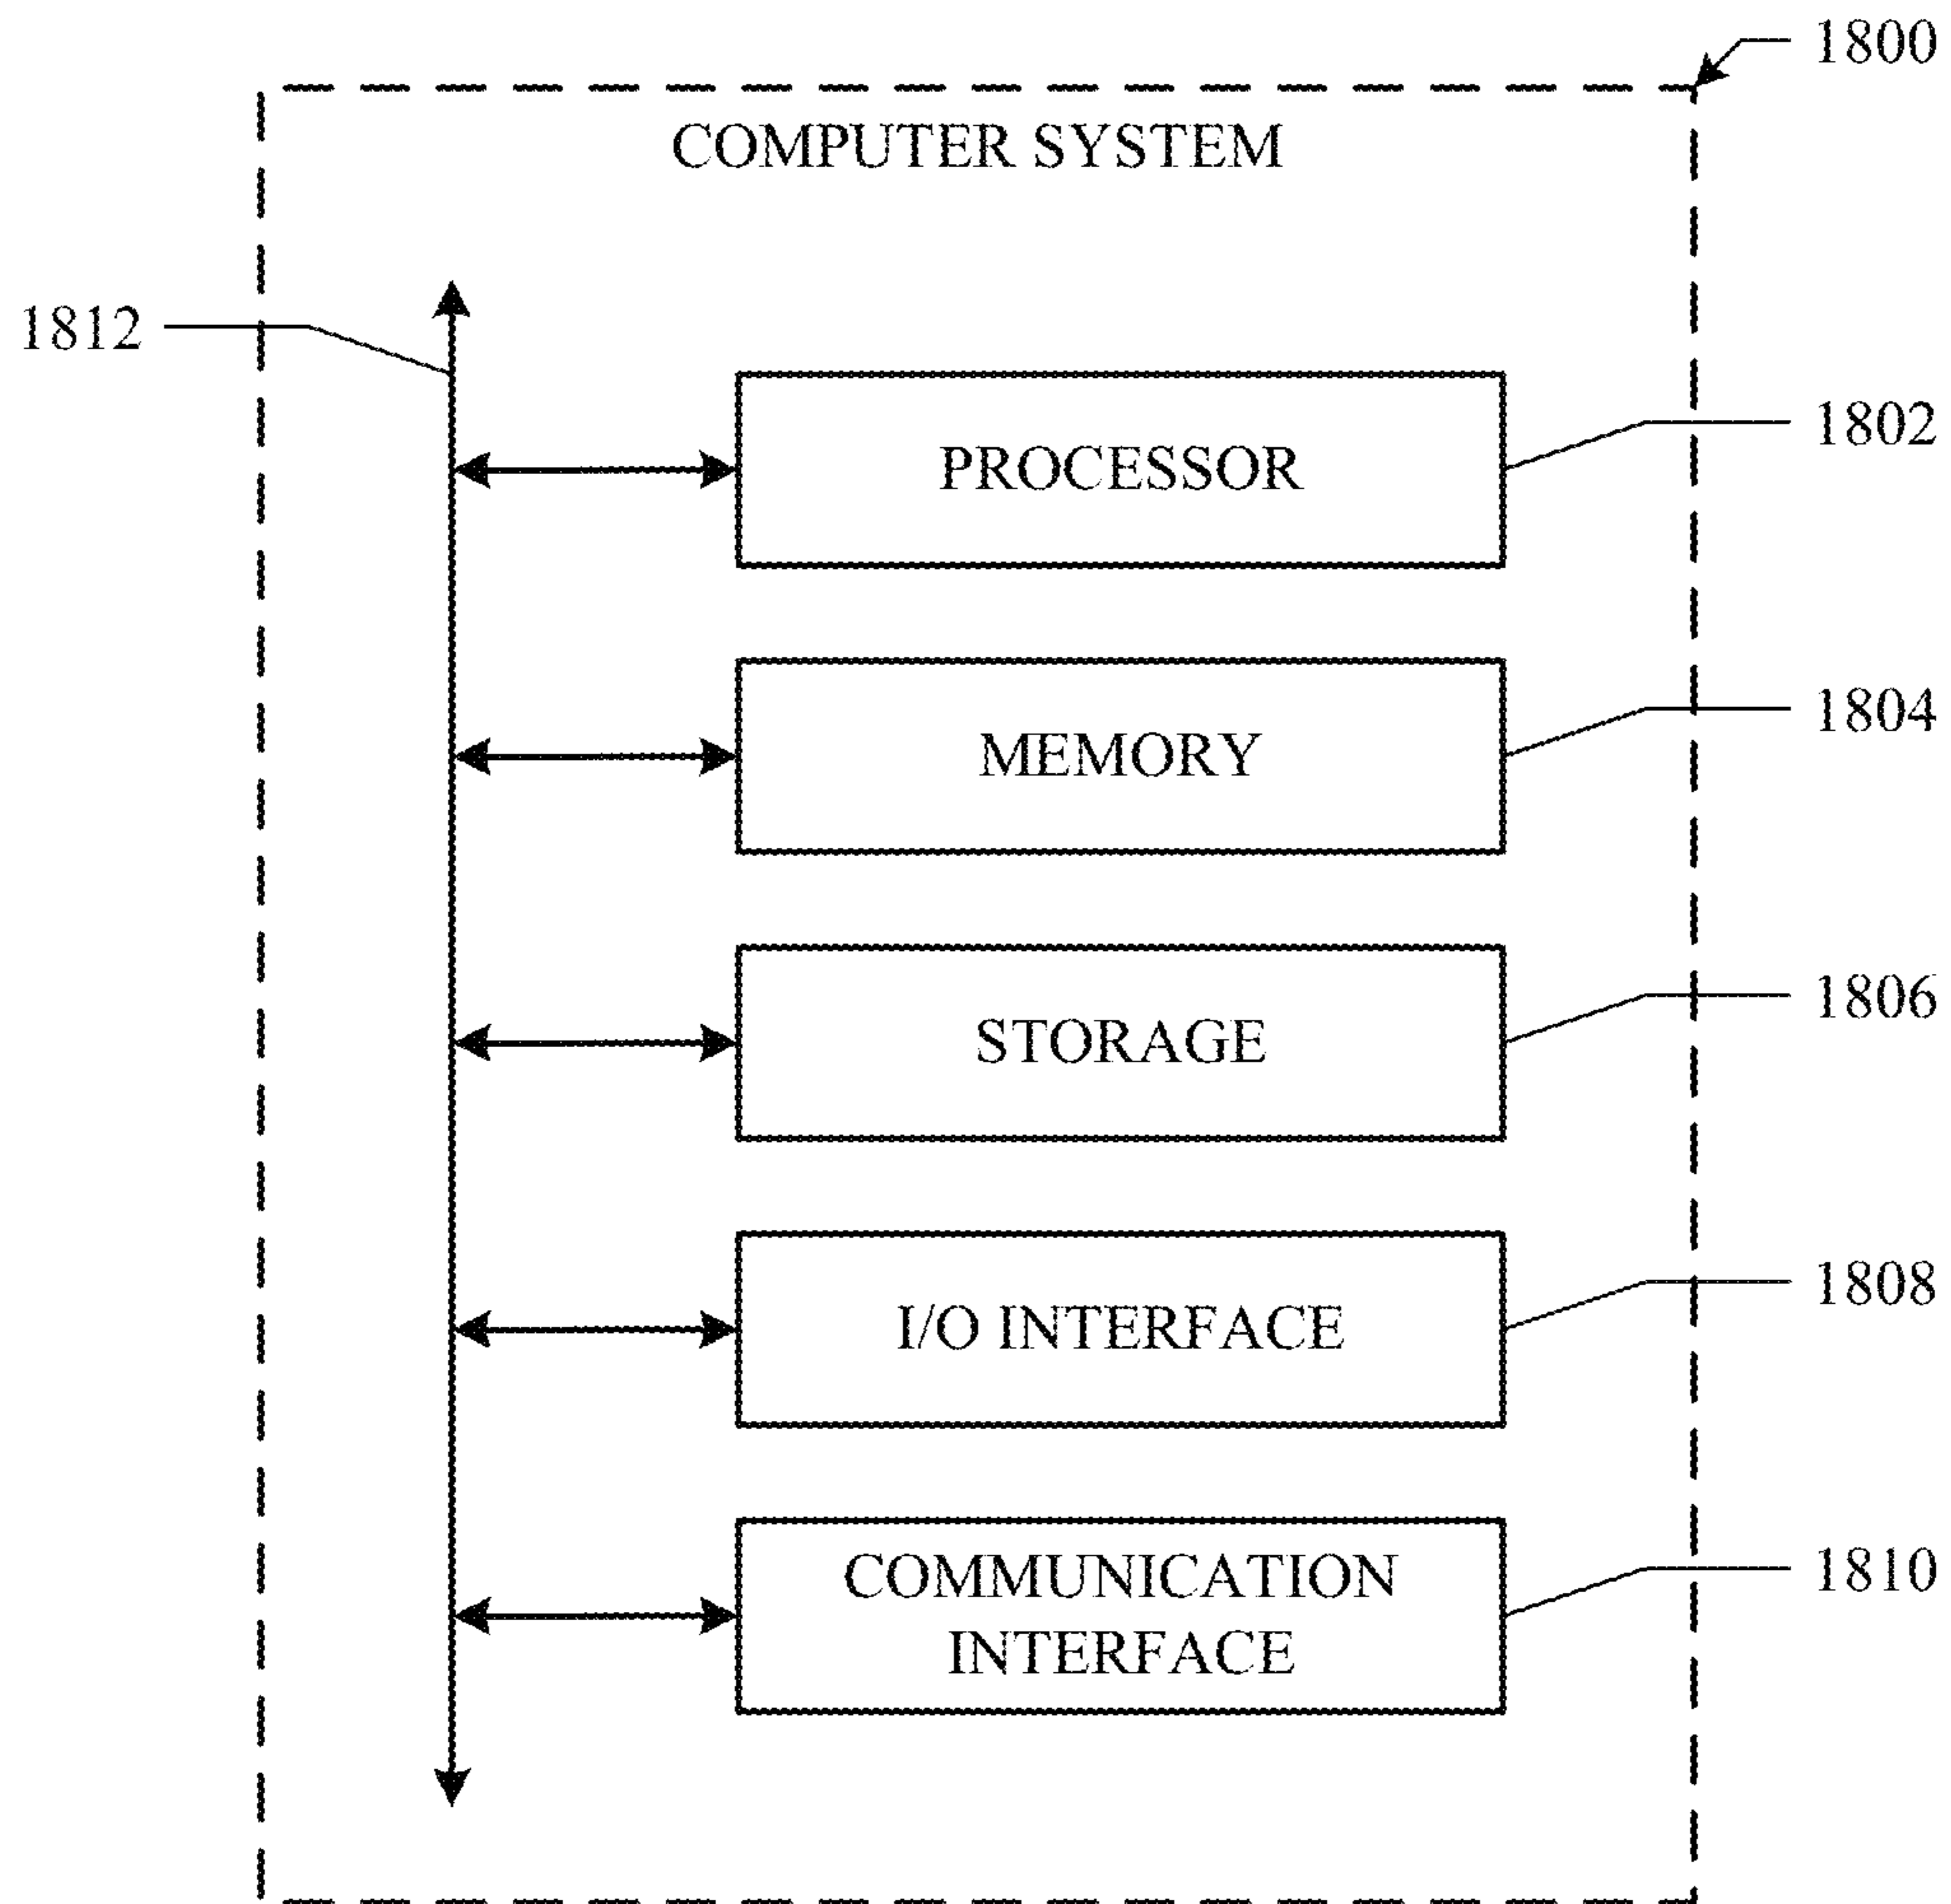 1800
COMPUTER SYSTEM
1812
PROCESSOR
1802
MEMORY
1804
STORAGE
1806
I/O INTERFACE
1808
COMMUNICATION
INTERFACE
1810